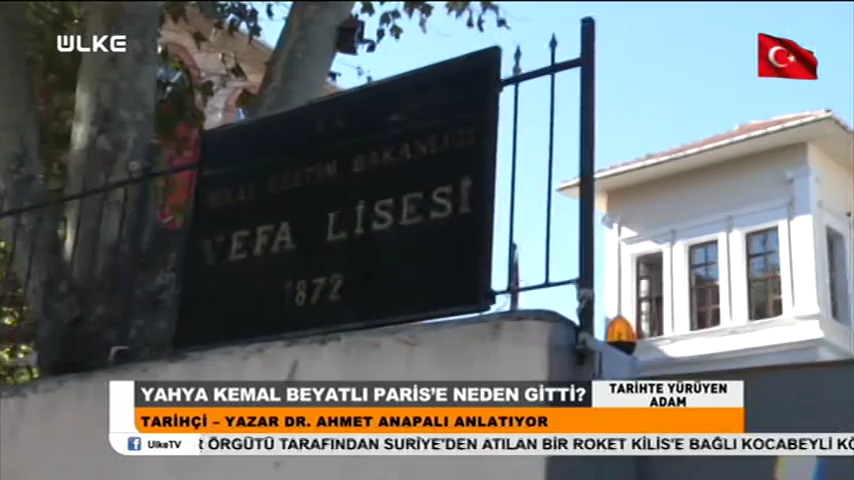 ULKE
T.C.
MİLLİ EĞİTİM BAKANLIĞI
VEFA LİSESİ
1872
YAHYA KEMAL BEYATLI PARİS'E NEDEN GİTTİ?
TARİHTE YÜRÜYEN
ADAM
TARİHÇİ – YAZAR DR. AHMET ANAPALI ANLATIYOR
f UlkeTV
R ÖRGÜTÜ TARAFINDAN SURİYE'DEN ATILAN BİR ROKET KİLİS'E BAĞLI KOCABEYLİ KÖ